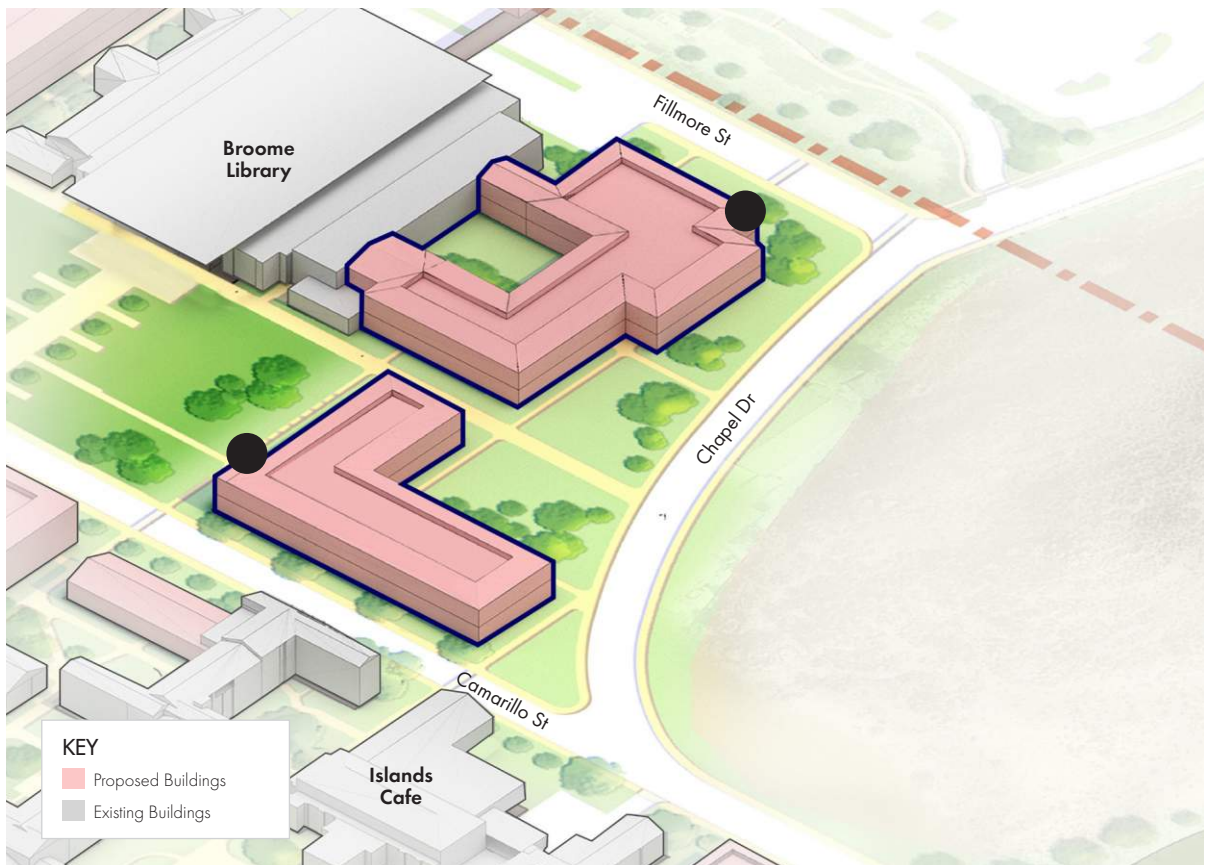 Fillmore St
Broome
Library
Chapel Dr
Camarillo St
KEY
Proposed Buildings
Existing Buildings
Islands
Cafe